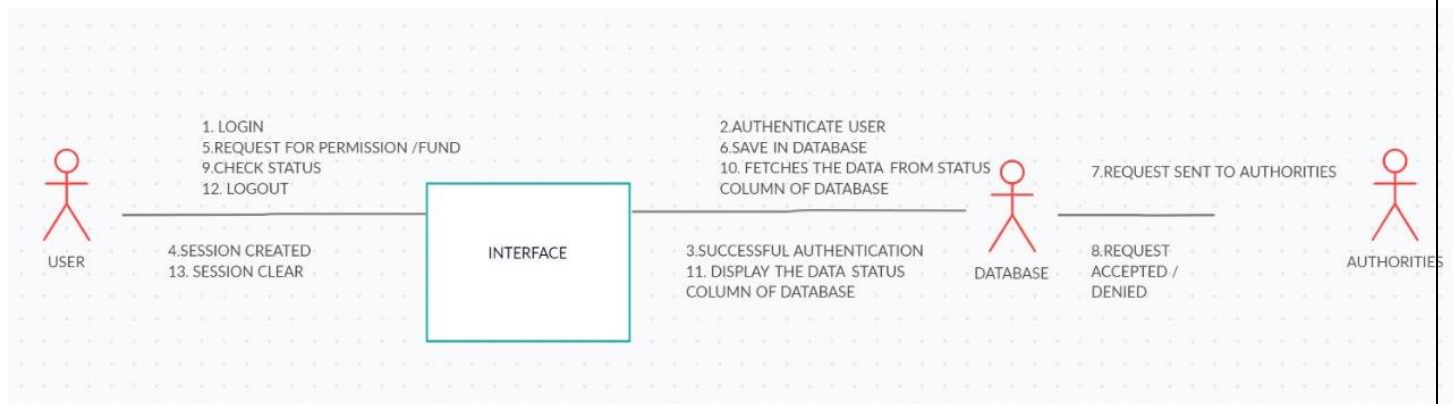 1. LOGIN
5.REQUEST FOR PERMISSION /FUND
9.CHECK STATUS
12. LOGOUT
2.AUTHENTICATE USER
6.SAVE IN DATABASE
10. FETCHES THE DATA FROM STATUS
COLUMN OF DATABASE
7.REQUEST SENT TO AUTHORITIES
USER
4.SESSION CREATED
13. SESSION CLEAR
INTERFACE
3.SUCCESSFUL AUTHENTICATION
11. DISPLAY THE DATA STATUS
COLUMN OF DATABASE
DATABASE
8.REQUEST
ACCEPTED /
DENIED
AUTHORITIES